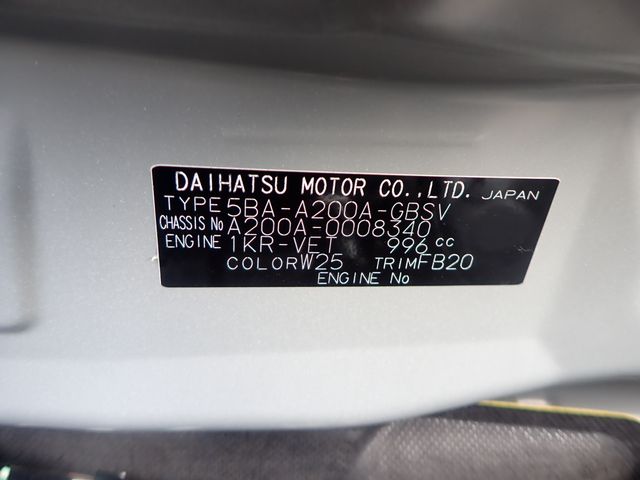 DAIHATSU MOTOR CO.,LTD. JAPAN
TYPE 5BA-A200A-GBSV
CHASSIS No A200A-0008340
ENGINE 1KR-VET 996 cc
COLOR W25 TRIM FB20
ENGINE No